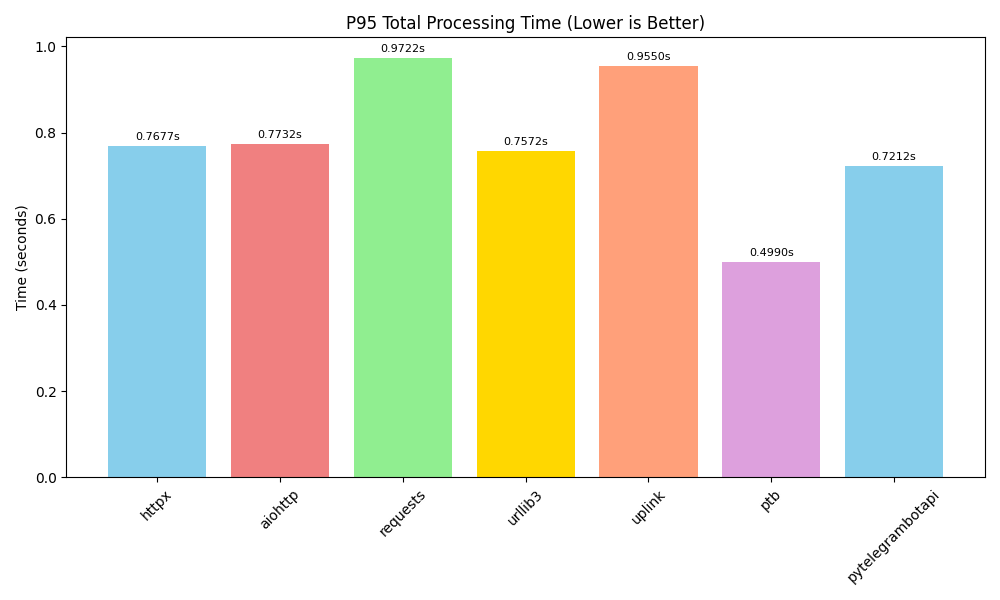 P95 Total Processing Time (Lower is Better)
Time (seconds)
1.0
0.8
0.6
0.4
0.2
0.0
0.7677s
0.7732s
0.9722s
0.7572s
0.9550s
0.4990s
0.7212s
httpx
aiohttp
requests
urllib3
uplink
ptb
pytelegrambotapi